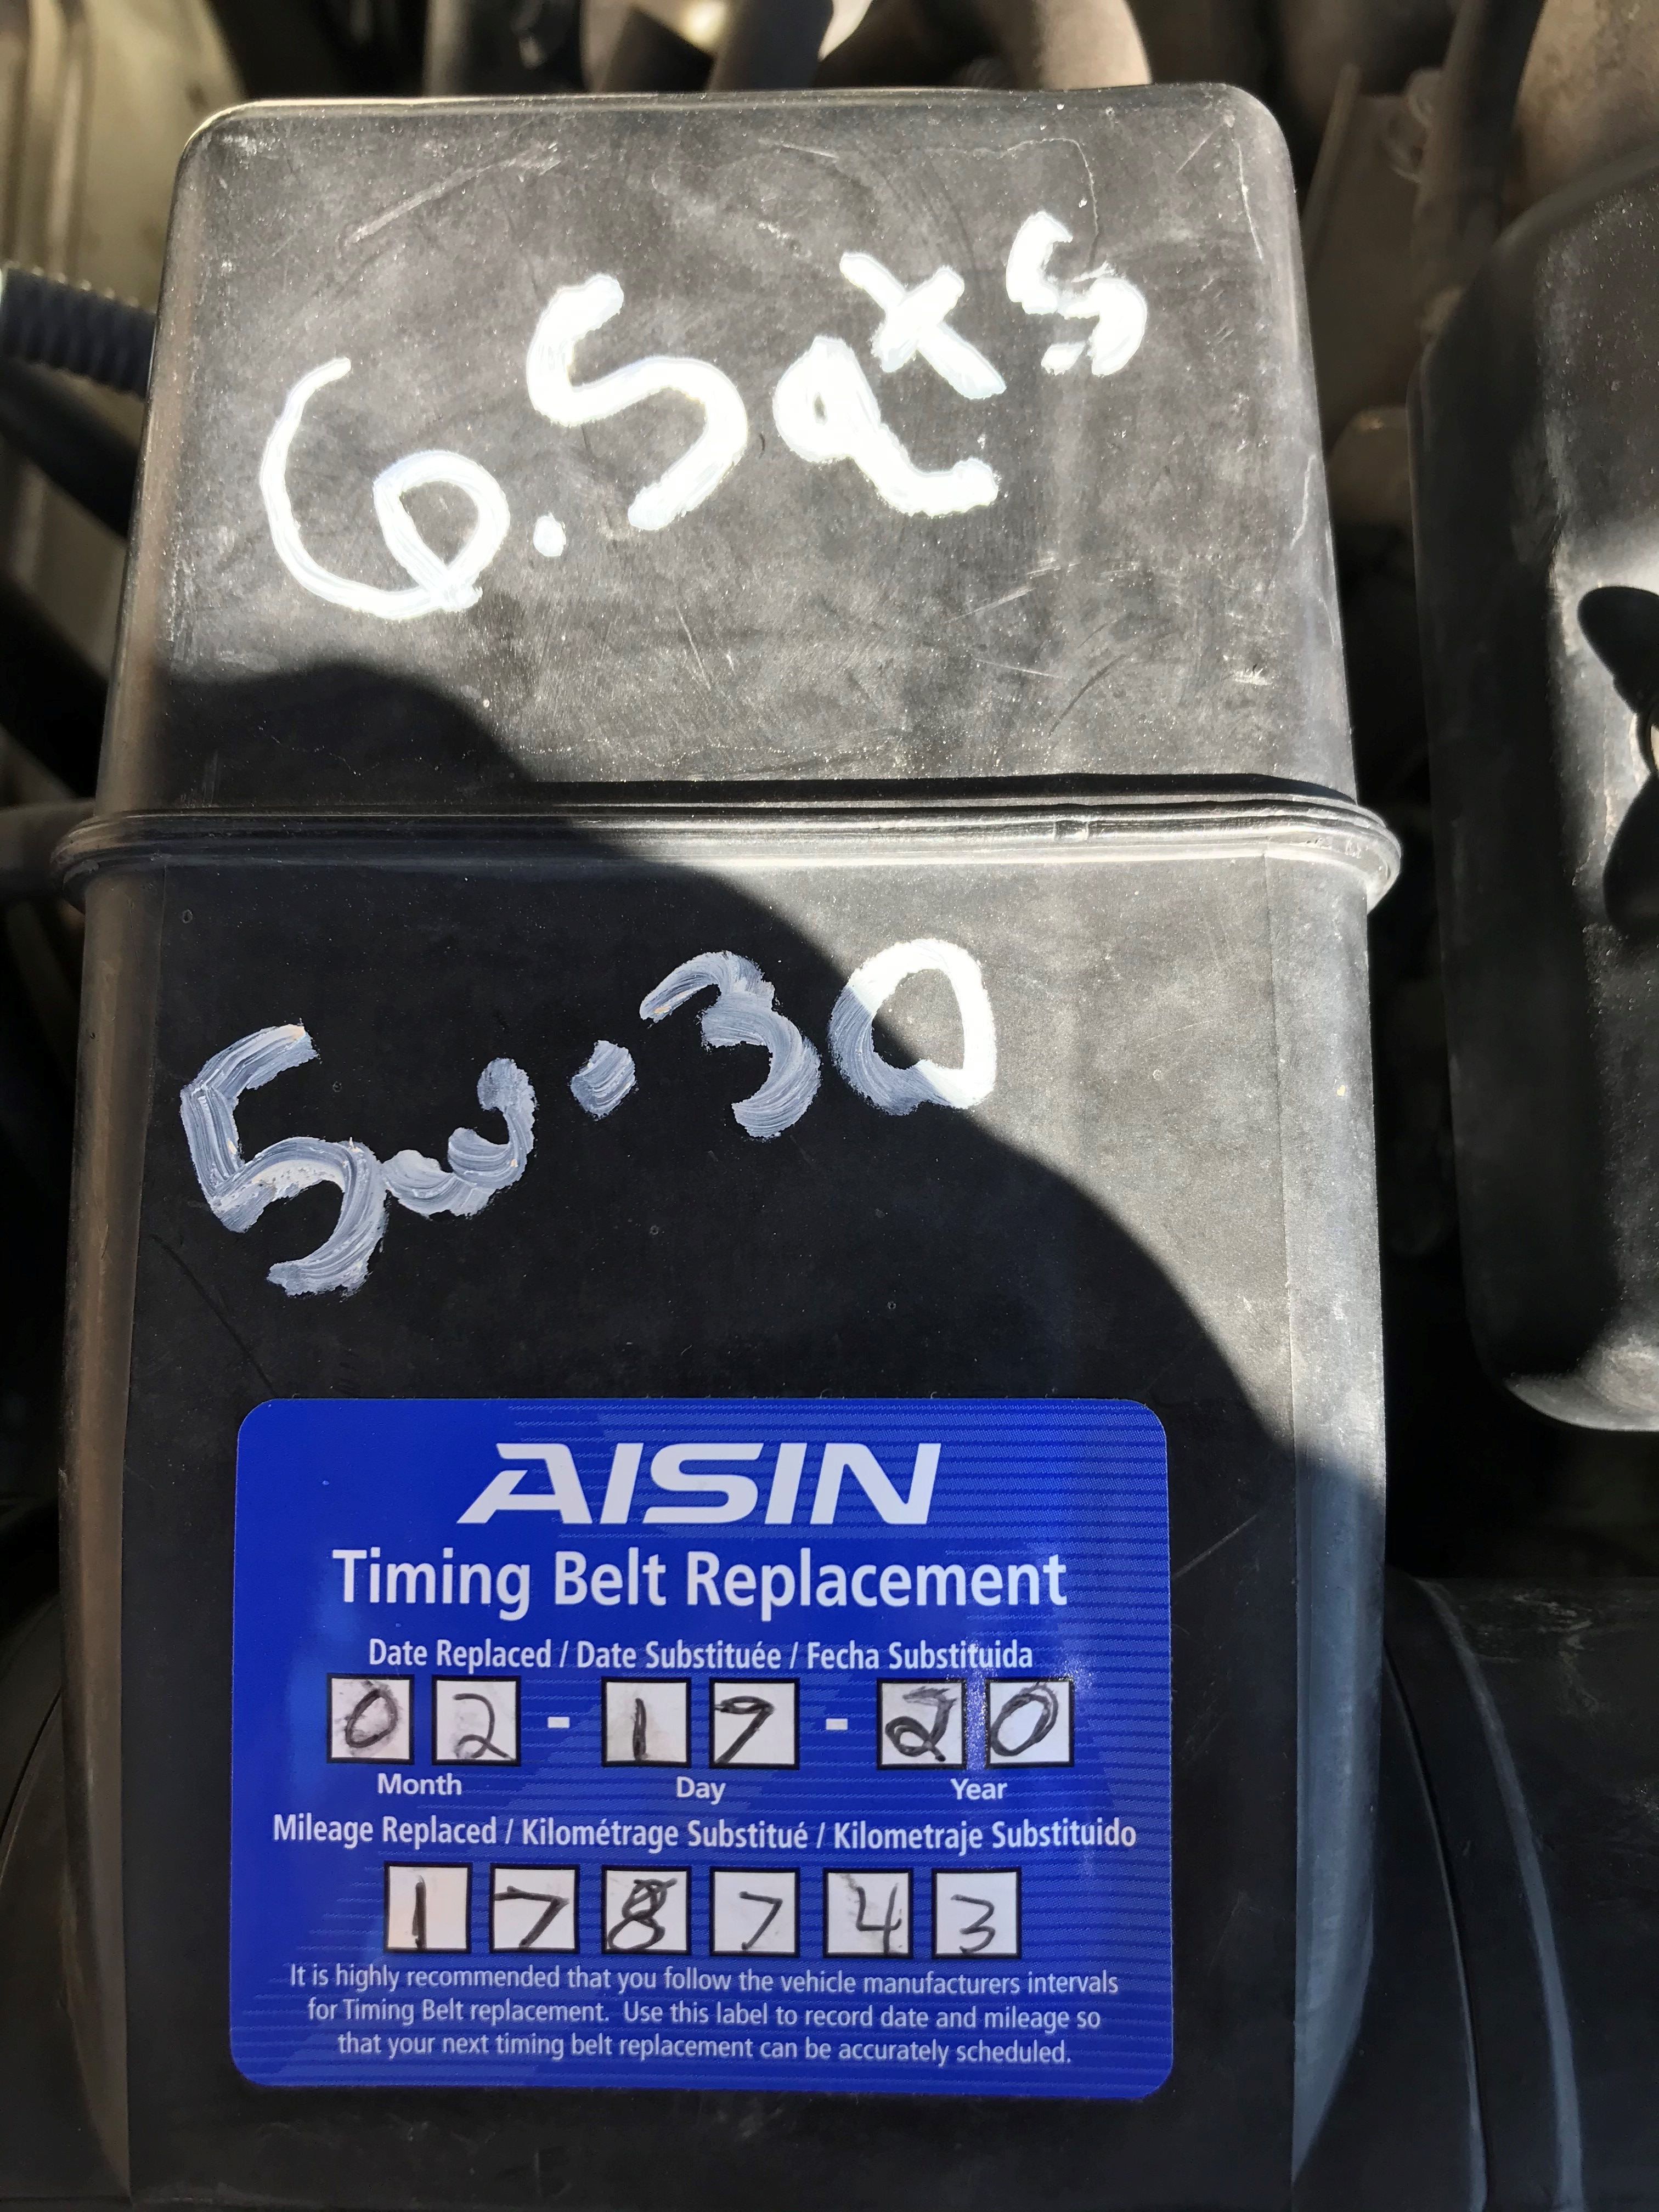 6.5qts
5w-30
AISIN
Timing Belt Replacement
Date Replaced / Date Substituée / Fecha Substituida
02 - 17 - 20
Month Day Year
Mileage Replaced / Kilométrage Substitué / Kilometraje Substituido
178743
It is highly recommended that you follow the vehicle manufacturers intervals
for Timing Belt replacement. Use this label to record date and mileage so
that your next timing belt replacement can be accurately scheduled.